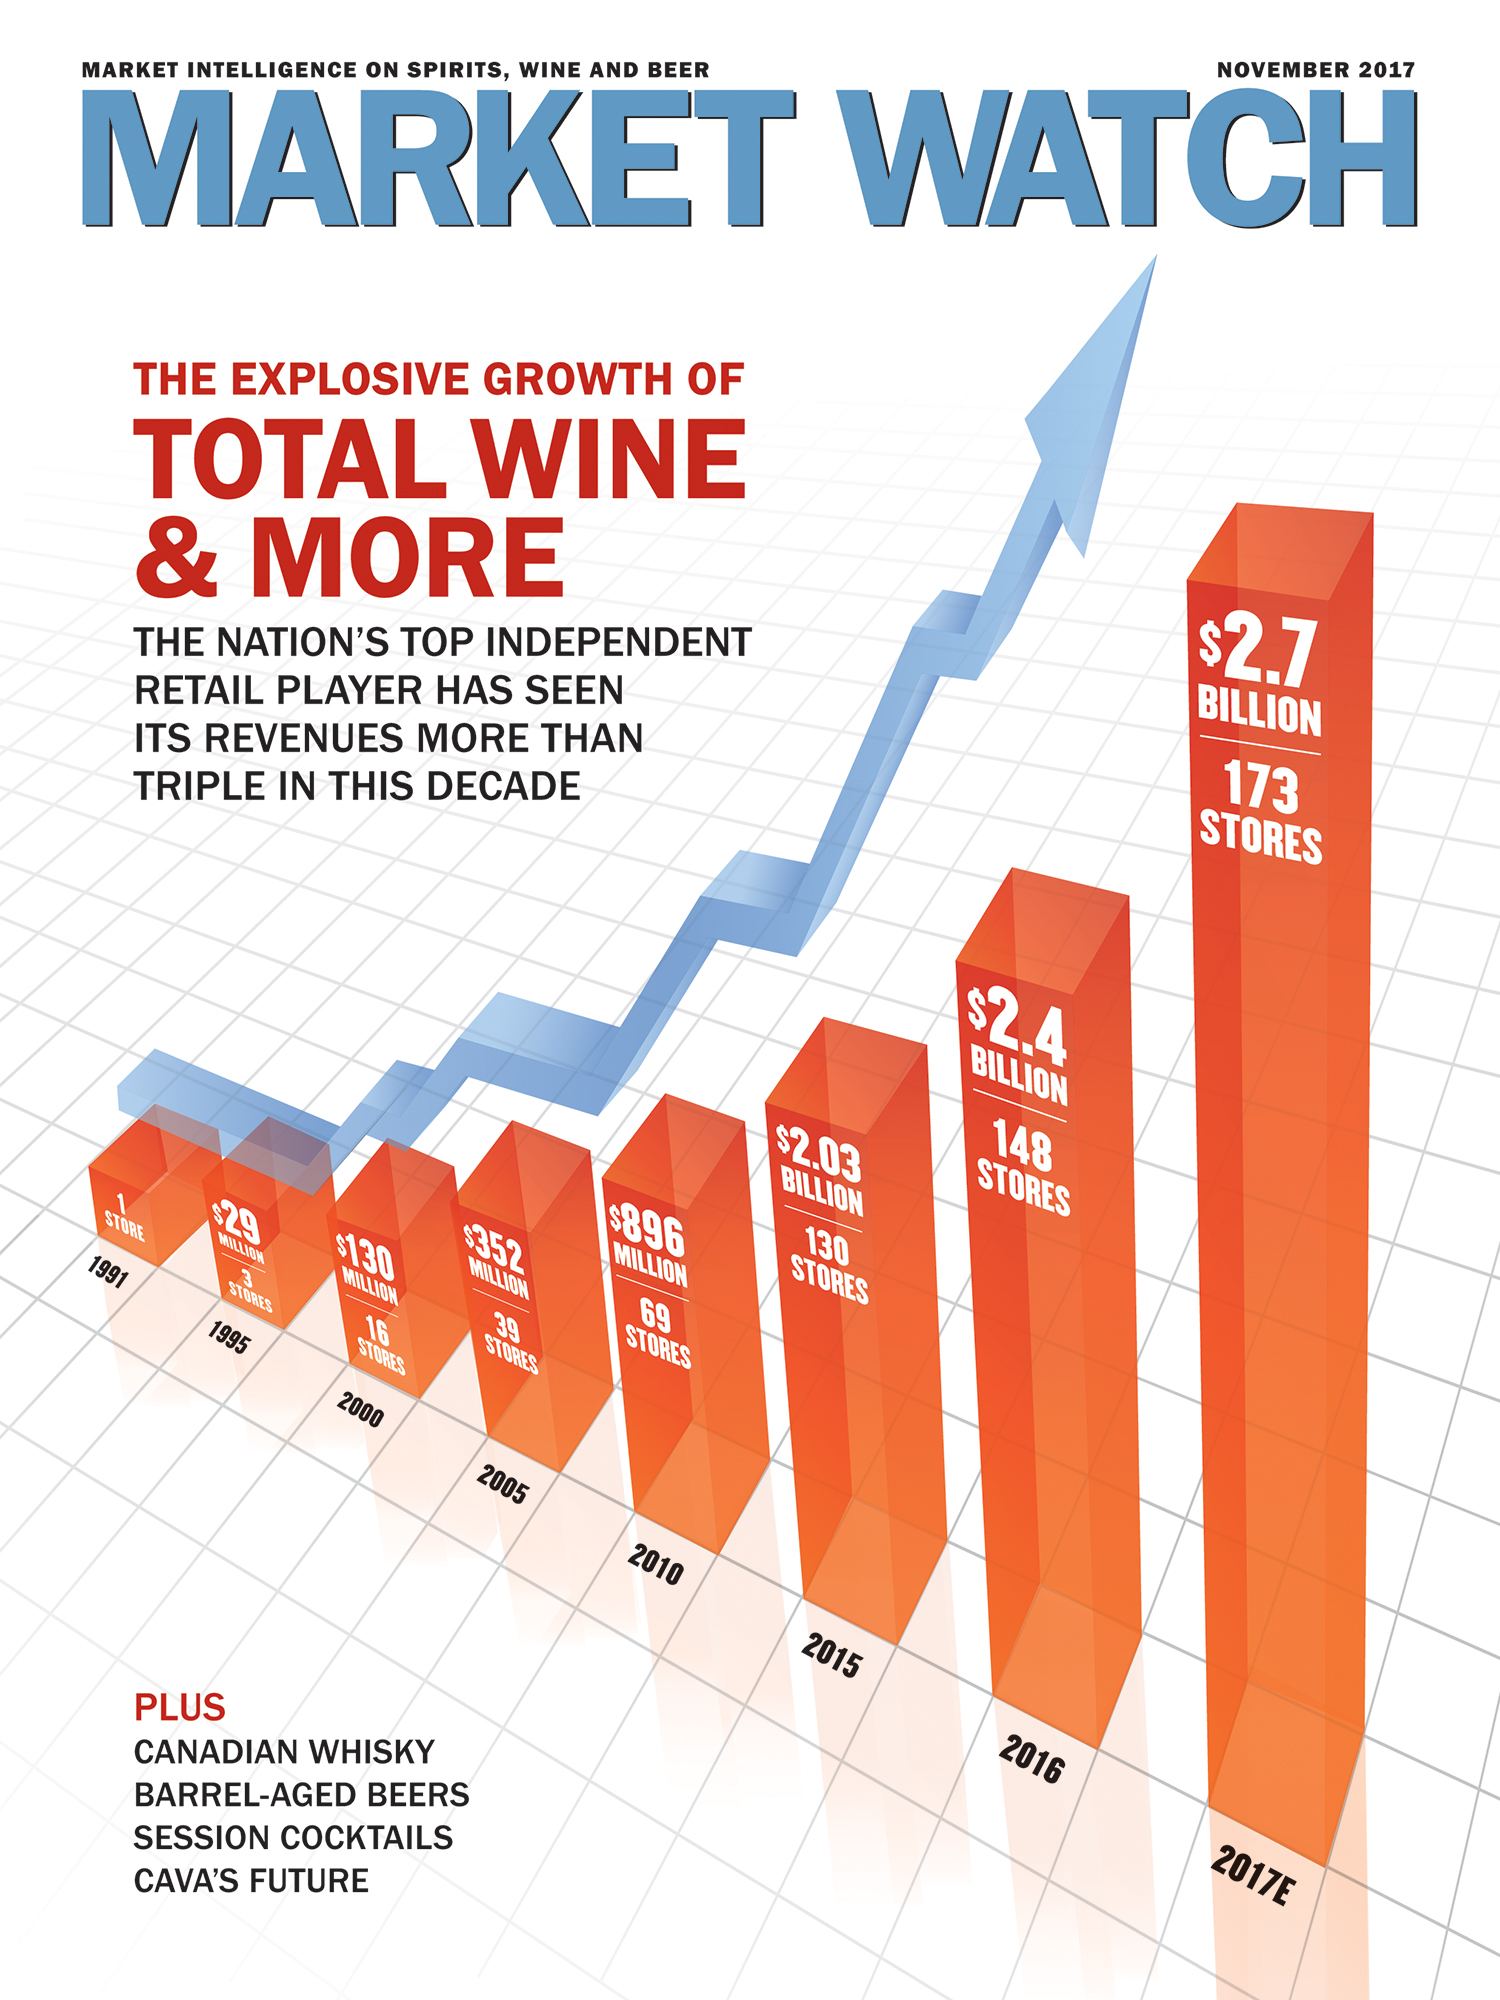 MARKET INTELLIGENCE ON SPIRITS, WINE AND BEER
NOVEMBER 2017
MARKET WATCH
THE EXPLOSIVE GROWTH OF
TOTAL WINE
& MORE
THE NATION'S TOP INDEPENDENT
RETAIL PLAYER HAS SEEN
ITS REVENUES MORE THAN
TRIPLE IN THIS DECADE
1
STORE
1991
$29
MILLION
3
STORES
1995
$130
MILLION
16
STORES
2000
$352
MILLION
39
STORES
2005
$896
MILLION
69
STORES
2010
$2.03
BILLION
130
STORES
2015
$2.4
BILLION
148
STORES
2016
$2.7
BILLION
173
STORES
2017E
PLUS
CANADIAN WHISKY
BARREL-AGED BEERS
SESSION COCKTAILS
CAVA'S FUTURE